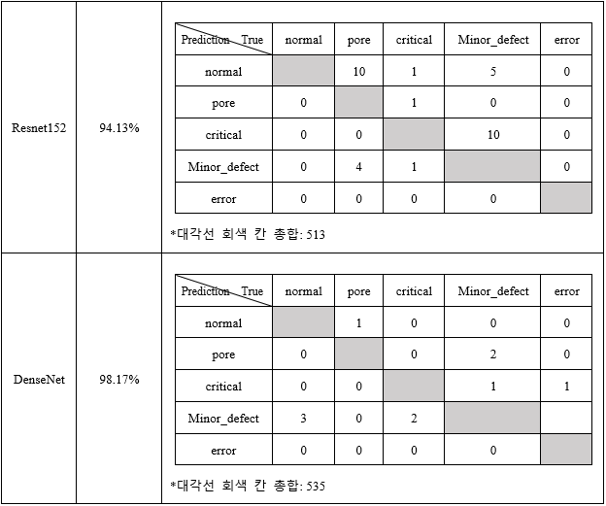 Prediction True normal pore critical Minor_defect error
normal 10 1 5 0
pore 0 1 0 0
Resnet152 94.13% critical 0 0 10
Minor_defect 0 4 1 0
error 0 0 0 0
*대각선 회색 칸 총합: 513
Prediction True normal pore critical Minor_defect error
normal 1 0 0 0
pore 0 0 2 0
DenseNet 98.17% critical 0 0 1 1
Minor_defect 3 0 2
error 0 0 0 0
*대각선 회색 칸 총합: 535